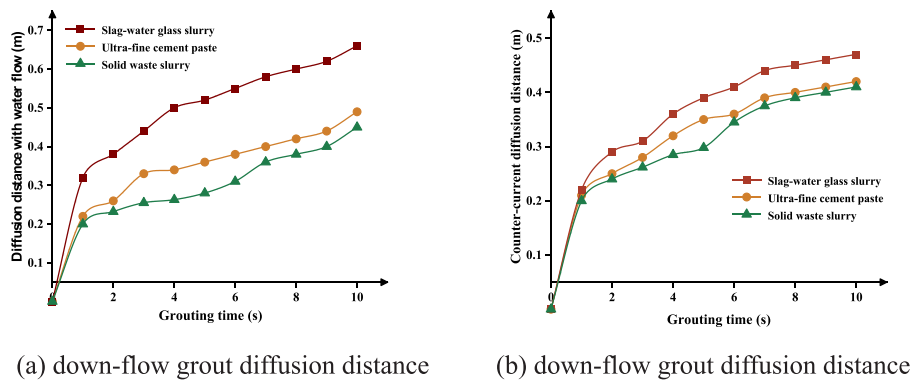 0.7
0.6
0.5
0.4
0.3
0.2
0.1
Diffusion distance with water flow (m)
Slag-water glass slurry
Ultra-fine cement paste
Solid waste slurry
0 2 4 6 8 10
Grouting time (s)
(a) down-flow grout diffusion distance
0.5
0.4
0.3
0.2
0.1
Counter-currrent diffusion distance (m)
Slag-water glass slurry
Ultra-fine cement paste
Solid waste slurry
0 2 4 6 8 10
Grouting time (s)
(b) down-flow grout diffusion distance